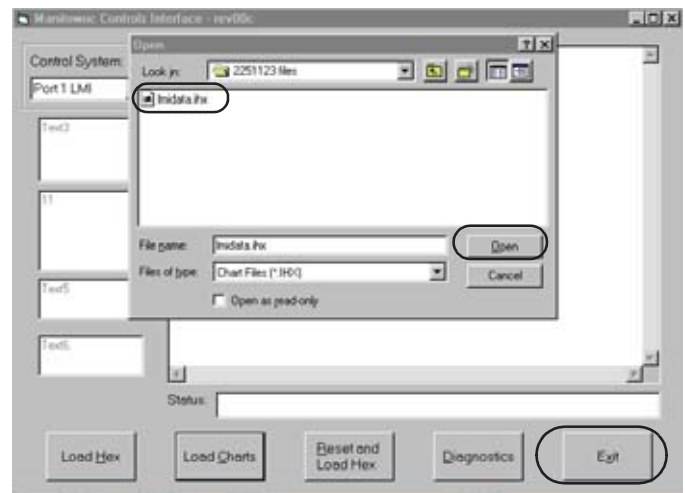 Manitowoc Controls Interface - rev00c
Open
Control System:
Look in:
2251123 files
Port 1 LMI
lmidata.ihx
Text3
11
File name:
lmidata.ihx
Open
Files of type:
Chart Files (*.IHX)
Cancel
Text5
Open as read-only
Text6
Status:
Load Hex
Load Charts
Reset and
Load Hex
Diagnostics
Exit